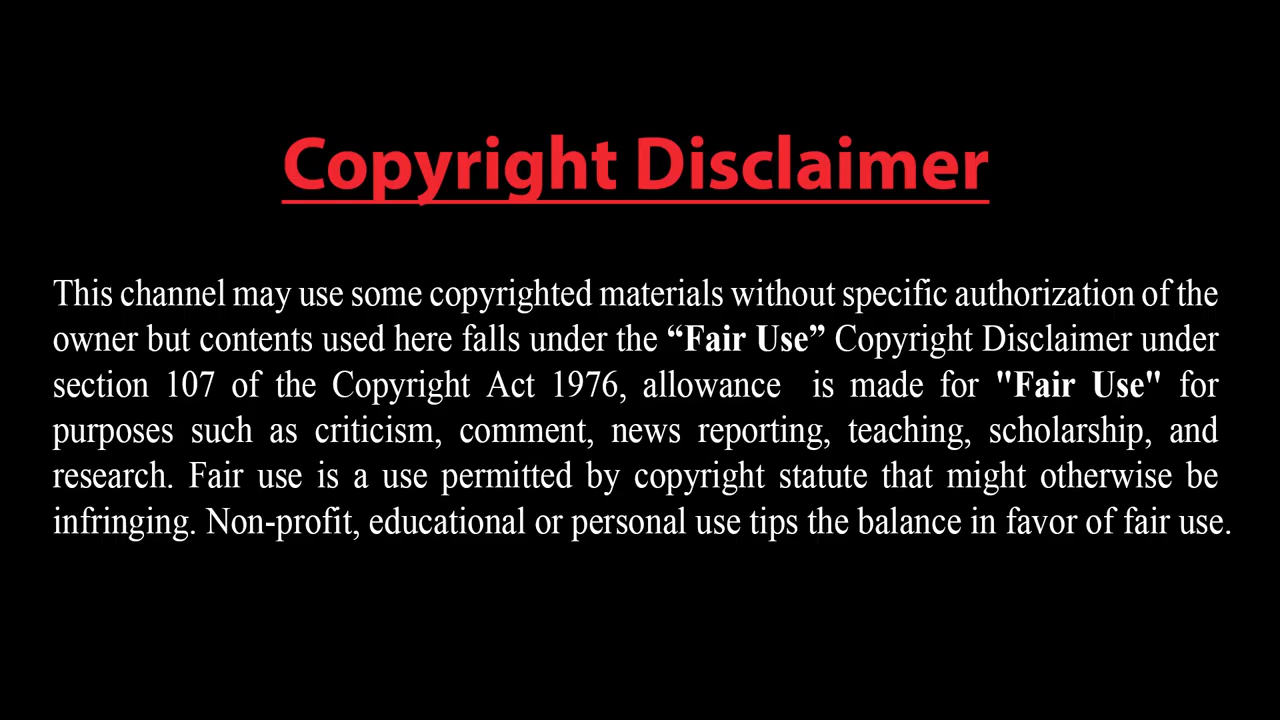 Copyright Disclaimer
This channel may use some copyrighted materials without specific authorization of the
owner but contents used here falls under the “Fair Use” Copyright Disclaimer under
section 107 of the Copyright Act 1976, allowance  is made for "Fair Use" for
purposes such as criticism, comment, news reporting, teaching, scholarship, and
research. Fair use is a use permitted by copyright statute that might otherwise be
infringing. Non-profit, educational or personal use tips the balance in favor of fair use.